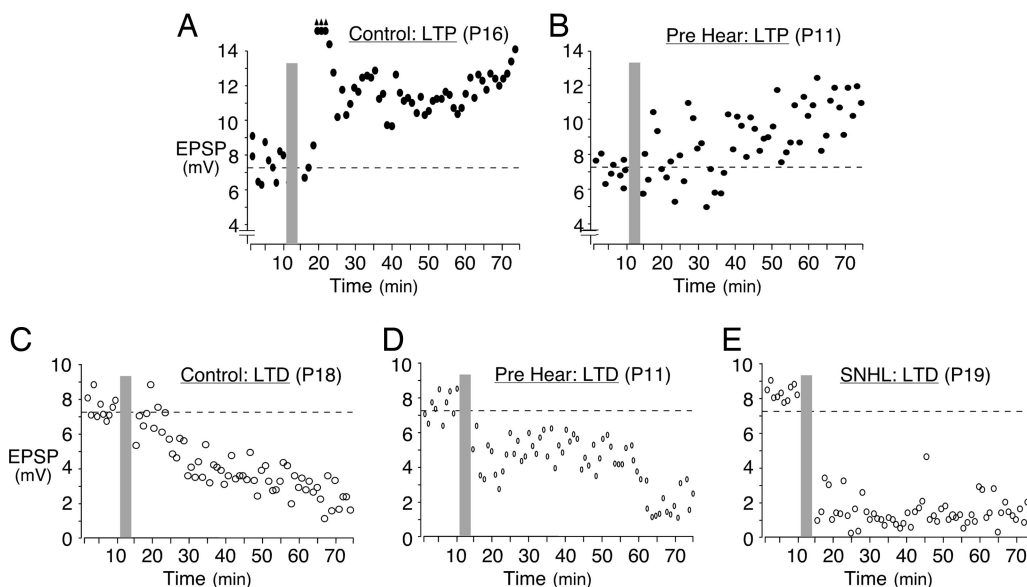 A
Control: LTP (P16)
14
12
10
8
6
4
EPSP
(mV)
10 20 30 40 50 60 70
Time (min)
B
Pre Hear: LTP (P11)
14
12
10
8
6
4
10 20 30 40 50 60 70
Time (min)
C
Control: LTD (P18)
10
8
6
4
2
0
EPSP
(mV)
10 20 30 40 50 60 70
Time (min)
D
Pre Hear: LTD (P11)
10
8
6
4
2
0
10 20 30 40 50 60 70
Time (min)
E
SNHL: LTD (P19)
10
8
6
4
2
0
10 20 30 40 50 60 70
Time (min)